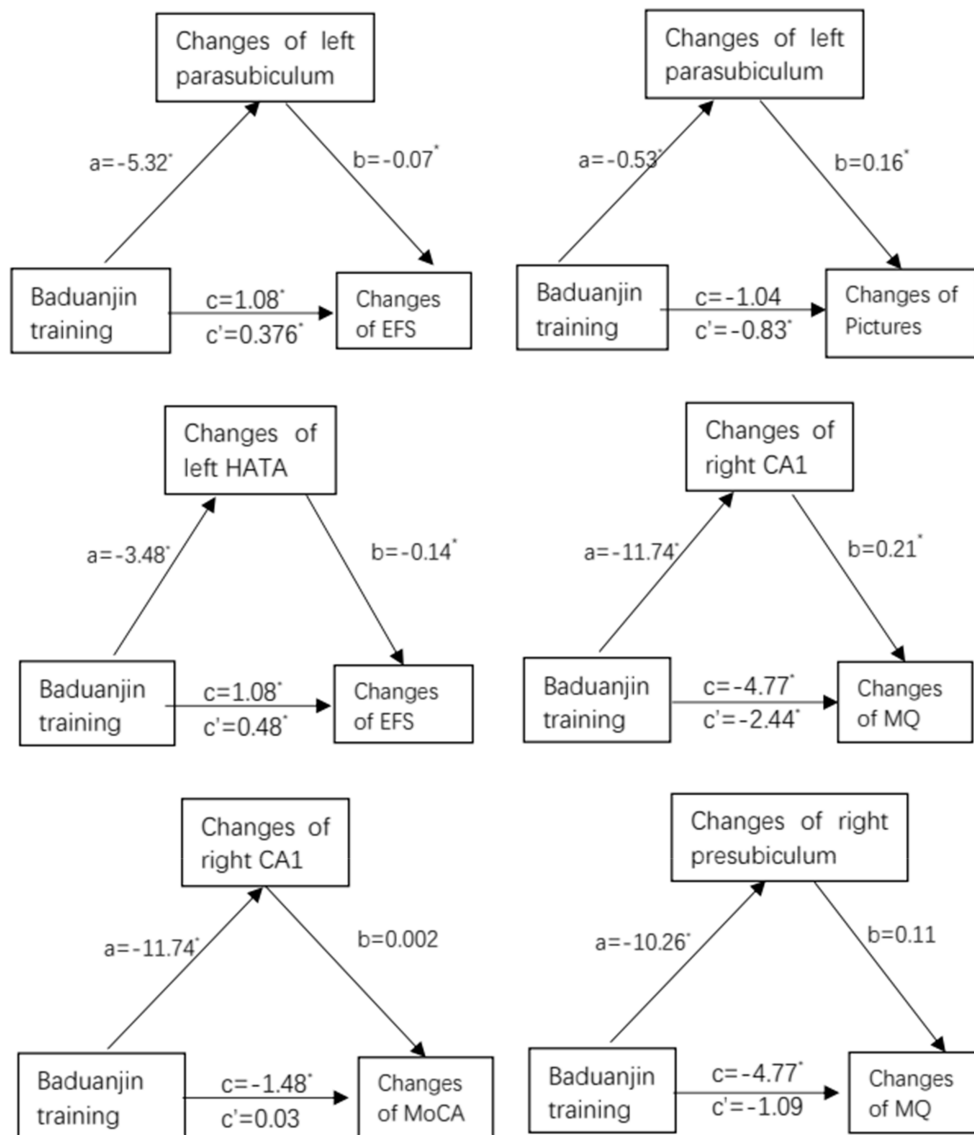 Changes of left
parasubiculum
a=-5.32*
b=-0.07*
Baduanjin
training
c=1.08*
c'=0.376*
Changes
of EFS
Changes of left
parasubiculum
a=-0.53*
b=0.16*
Baduanjin
training
c=-1.04
c'=-0.83*
Changes of
Pictures
Changes of
left HATA
a=-3.48*
b=-0.14*
Baduanjin
training
c=1.08*
c'=0.48*
Changes
of EFS
Changes of
right CA1
a=-11.74*
b=0.21*
Baduanjin
training
c=-4.77*
c'=-2.44*
Changes
of MQ
Changes of
right CA1
a=-11.74*
b=0.002
Baduanjin
training
c=-1.48*
c'=0.03
Changes
of MoCA
Changes of right
presubiculum
a=-10.26*
b=0.11
Baduanjin
training
c=-4.77*
c'=-1.09
Changes
of MQ